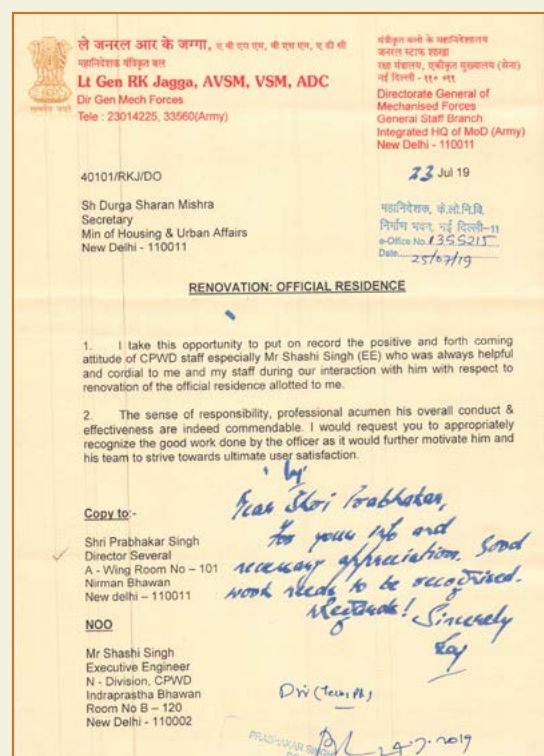 ले जनरल आर के जग्गा, ए वी एस एम, वी एस एम, ए डी सी
महानिदेशक यंत्रिकृत बल
Lt Gen RK Jagga, AVSM, VSM, ADC
Dir Gen Mech Forces
Tele : 23014225, 33560(Army)
यंत्रीकृत बलों के महानिदेशालय
जनरल स्टाफ शाखा
रक्षा मंत्रालय, एकीकृत मुख्यालय (सेना)
नई दिल्ली - ११० ०११
Directorate General of
Mechanised Forces
General Staff Branch
Integrated HQ of MoD (Army)
New Delhi - 110011
40101/RKJ/DO
23 Jul 19
Sh Durga Sharan Mishra
Secretary
Min of Housing & Urban Affairs
New Delhi - 110011
महानिदेशक, के.लो.नि.वि.
निर्माण भवन, नई दिल्ली-11
e-Office No. 1355215
Date 25/07/19
RENOVATION: OFFICIAL RESIDENCE
1. I take this opportunity to put on record the positive and forth coming
attitude of CPWD staff especially Mr Shashi Singh (EE) who was always helpful
and cordial to me and my staff during our interaction with him with respect to
renovation of the official residence allotted to me.
2. The sense of responsibility, professional acumen his overall conduct &
effectiveness are indeed commendable. I would request you to appropriately
recognize the good work done by the officer as it would further motivate him and
his team to strive towards ultimate user satisfaction.
Dear Shri Prabhakar,
For your info and
necessary appreciation. Good
work needs to be recognised.
Regards! Sincerely
Copy to:-
Shri Prabhakar Singh
Director Several
A - Wing Room No – 101
Nirman Bhawan
New delhi – 110011
NOO
Mr Shashi Singh
Executive Engineer
N - Division, CPWD
Indraprastha Bhawan
Room No B – 120
New Delhi - 110002
PRABHAKAR SINGH
24.7.2019